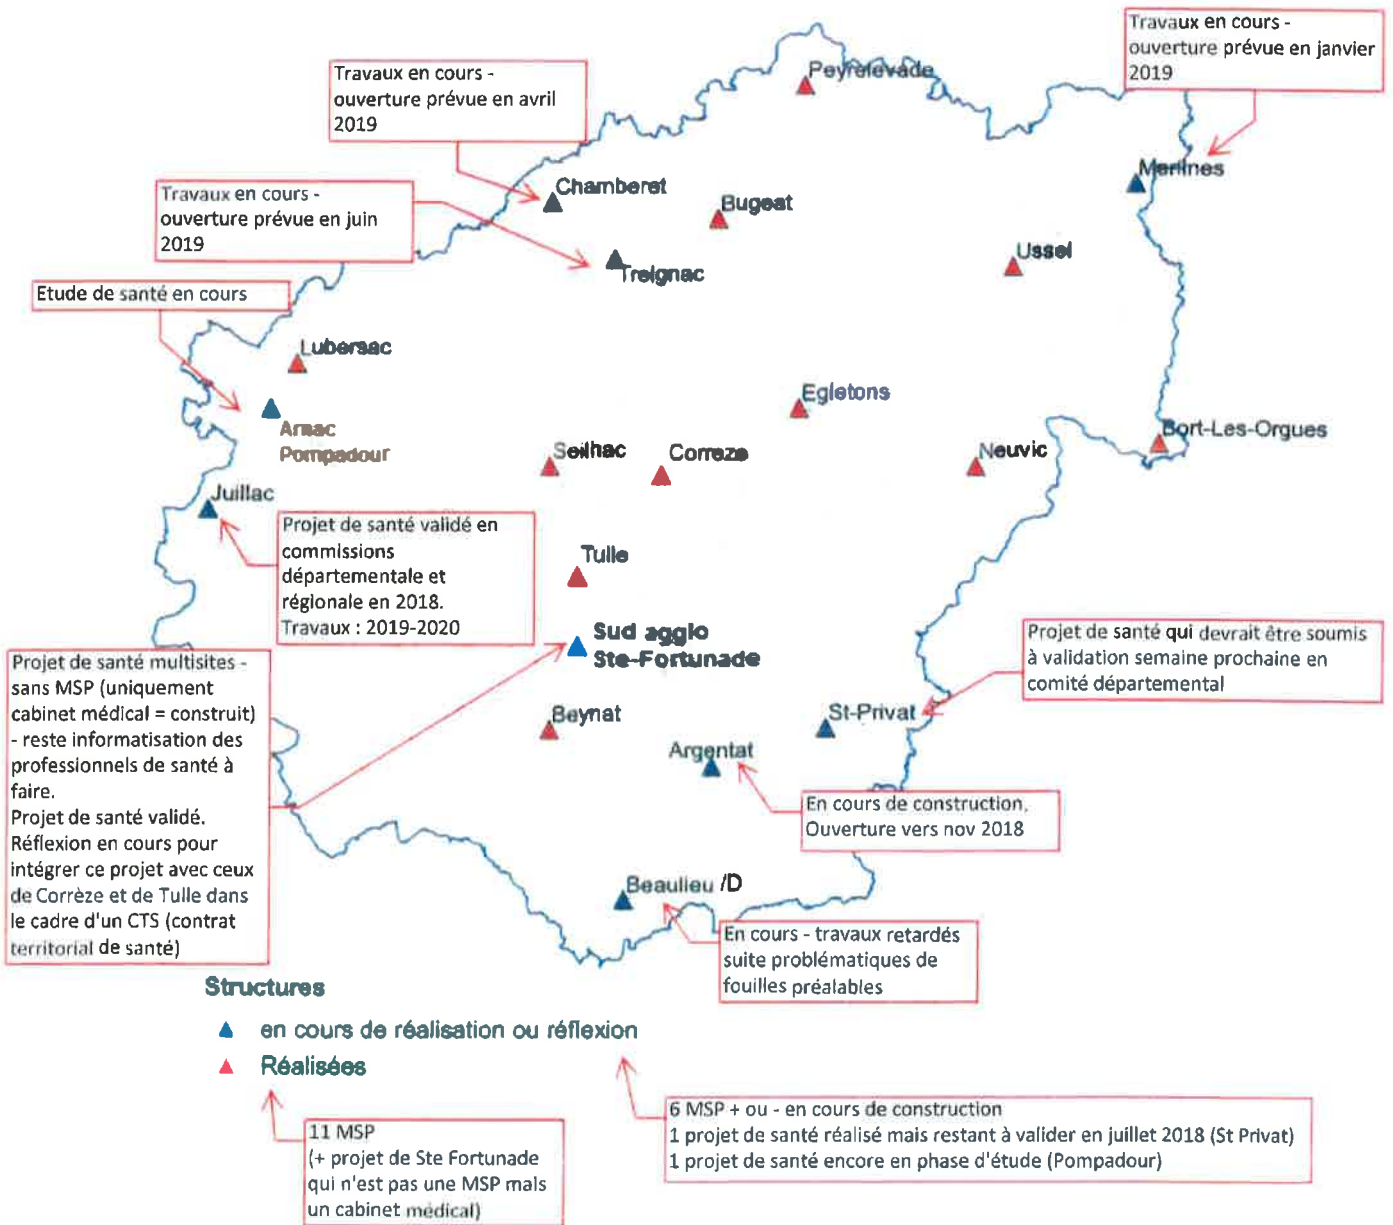 Travaux en cours -
ouverture prévue en janvier
2019
Travaux en cours -
ouverture prévue en avril
2019
Peyrelevade
Merlines
Travaux en cours -
ouverture prévue en juin
2019
Chamberet
Bugeat
Ussel
Treignac
Etude de santé en cours
Lubersac
Egletons
Arnac
Pompadour
Seilhac
Correze
Neuvic
Bort-Les-Orgues
Juillac
Projet de santé validé en
commissions
départementale et
régionale en 2018.
Travaux : 2019-2020
Tulle
Sud agglo
Ste-Fortunade
Projet de santé qui devrait être soumis
à validation semaine prochaine en
comité départemental
Projet de santé multisites -
sans MSP (uniquement
cabinet médical = construit)
- reste informatisation des
professionnels de santé à
faire.
Projet de santé validé.
Réflexion en cours pour
intégrer ce projet avec ceux
de Corrèze et de Tulle dans
le cadre d'un CTS (contrat
territorial de santé)
Beynat
St-Privat
Argentat
En cours de construction,
Ouverture vers nov 2018
Beaulieu /D
En cours - travaux retardés
suite problématiques de
fouilles préalables
Structures
en cours de réalisation ou réflexion
Réalisées
11 MSP
(+ projet de Ste Fortunade
qui n'est pas une MSP mais
un cabinet médical)
6 MSP + ou - en cours de construction
1 projet de santé réalisé mais restant à valider en juillet 2018 (St Privat)
1 projet de santé encore en phase d'étude (Pompadour)